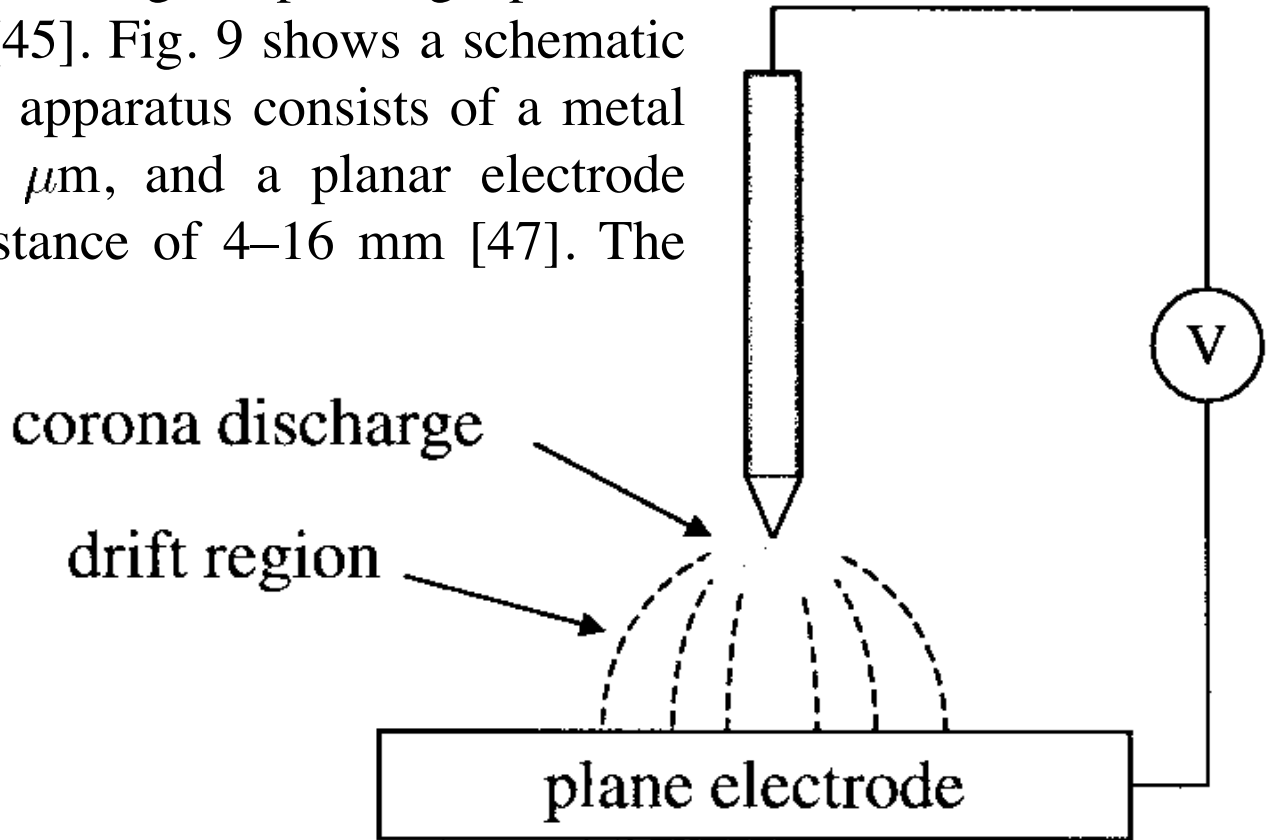 [45]. Fig. 9 shows a schematic
apparatus consists of a metal
μm, and a planar electrode
stance of 4–16 mm [47]. The
V
corona discharge
drift region
plane electrode